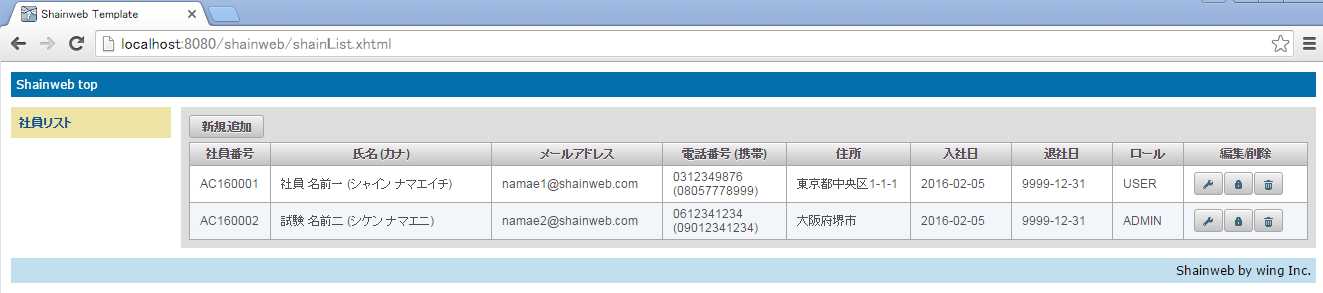 Shainweb Template
localhost:8080/shainweb/shainList.xhtml
Shainweb top
社員リスト
新規追加
社員番号 氏名 (カナ) メールアドレス 電話番号 (携帯) 住所 入社日 退社日 ロール 編集/削除
AC160001 社員 名前一 (シャイン ナマエイチ) namae1@shainweb.com 0312349876 (08057778999) 東京都中央区1-1-1 2016-02-05 9999-12-31 USER
AC160002 試験 名前二 (シケン ナマエニ) namae2@shainweb.com 0612341234 (09012341234) 大阪府堺市 2016-02-05 9999-12-31 ADMIN
Shainweb by wing Inc.